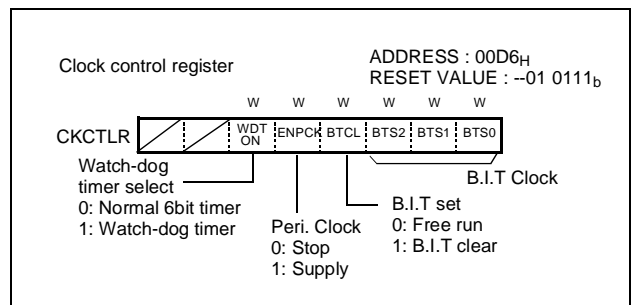 Clock control register
ADDRESS : 00D6H
RESET VALUE : --01 0111b
W W W W W W
CKCTLR WDT ON ENPCK BTCL BTS2 BTS1 BTS0
Watch-dog
timer select
0: Normal 6bit timer
1: Watch-dog timer
Peri. Clock
0: Stop
1: Supply
B.I.T set
0: Free run
1: B.I.T clear
B.I.T Clock